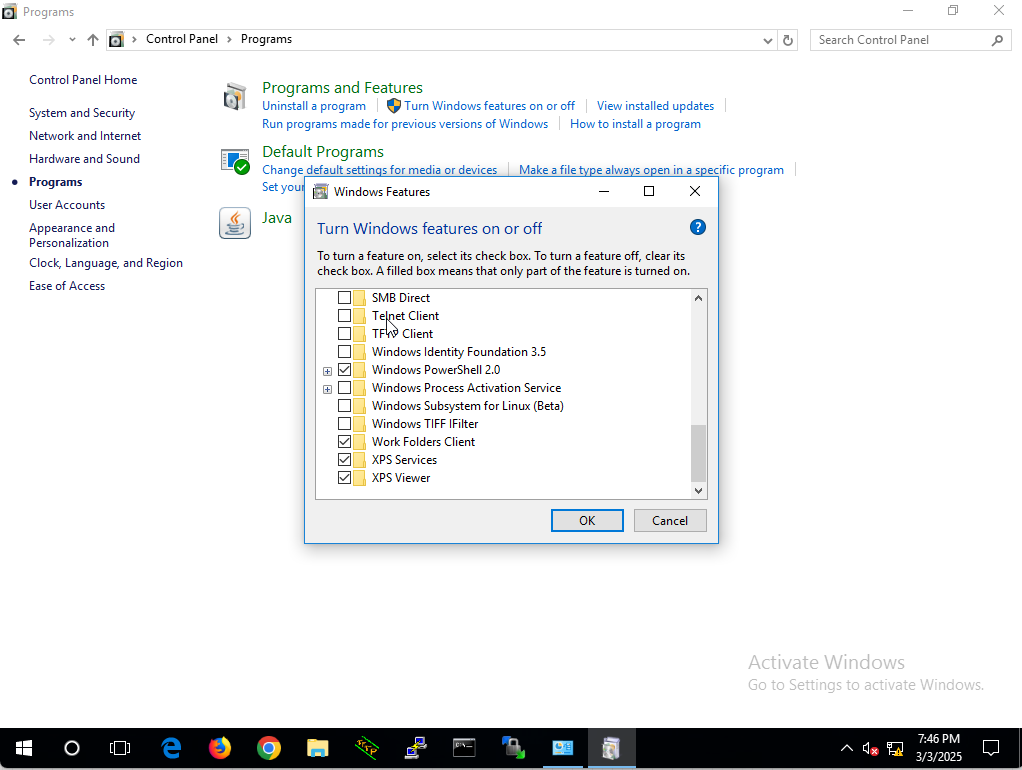 Programs
Control Panel
Programs
Search Control Panel
Control Panel Home
System and Security
Network and Internet
Hardware and Sound
Programs
User Accounts
Appearance and
Personalization
Clock, Language, and Region
Ease of Access
Programs and Features
Uninstall a program
Turn Windows features on or off
View installed updates
Run programs made for previous versions of Windows
How to install a program
Default Programs
Change default settings for media or devices
Make a file type always open in a specific program
Set your
Java
Windows Features
Turn Windows features on or off
?
To turn a feature on, select its check box. To turn a feature off, clear its
check box. A filled box means that only part of the feature is turned on.
SMB Direct
Telnet Client
Client
Windows Identity Foundation 3.5
Windows PowerShell 2.0
Windows Process Activation Service
Windows Subsystem for Linux (Beta)
Windows TIFF IFilter
Work Folders Client
XPS Services
XPS Viewer
OK
Cancel
Activate Windows
Go to Settings to activate Windows.
7:46 PM
3/3/2025